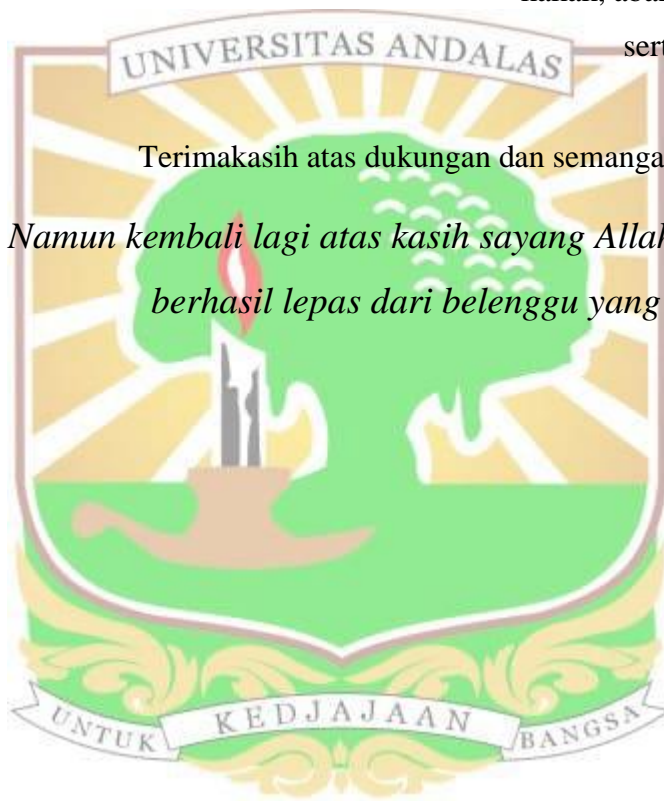 UNIVERSITAS ANDALAS
sert
Terimakasih atas dukungan dan semanga
Namun kembali lagi atas kasih sayang Allah
berhasil lepas dari belenggu yang
UNTUK KEDJAJAAN BANGSA